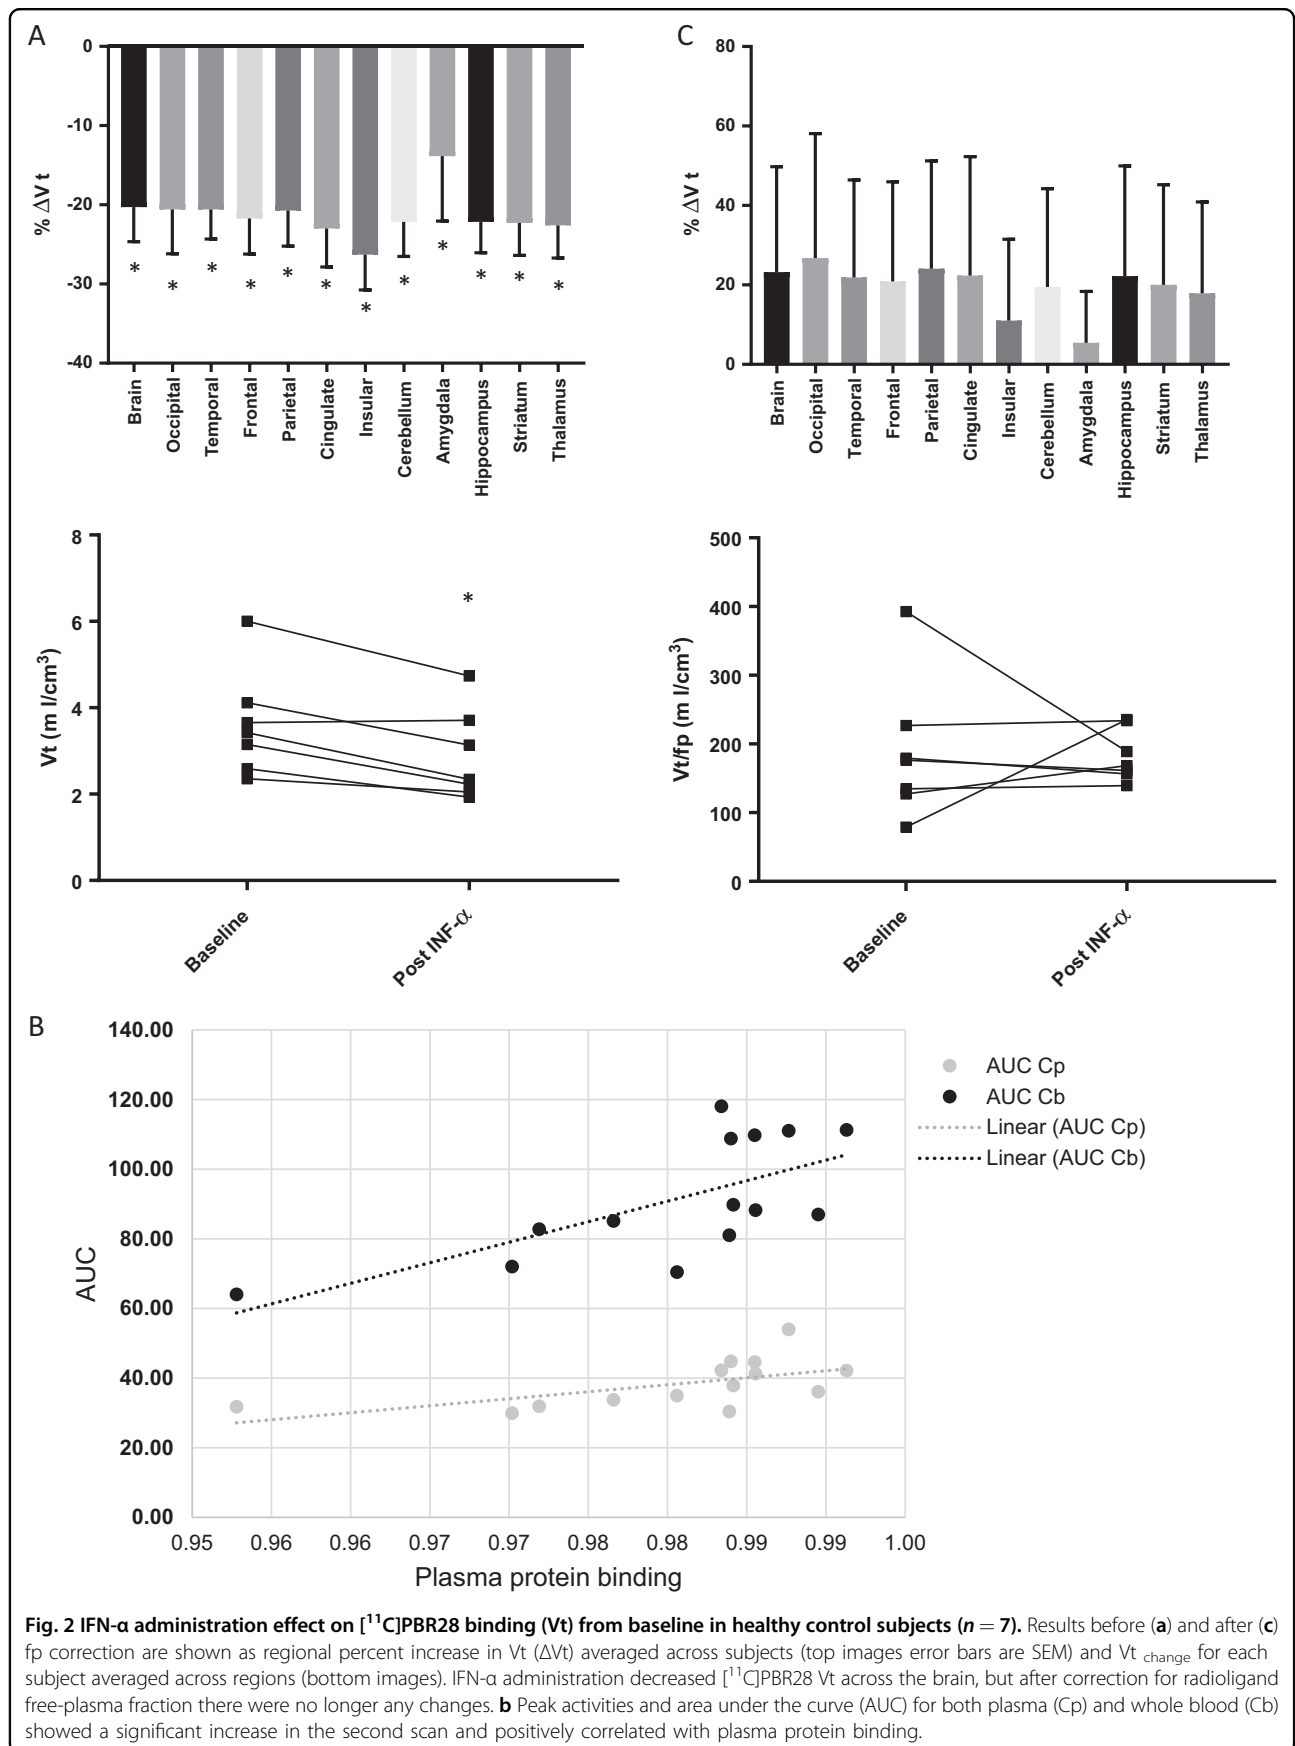 A
0
-10
-20
-30
-40
% ΔV t
* * * * * * * * * * * *
Brain
Occipital
Temporal
Frontal
Parietal
Cingulate
Insular
Cerebellum
Amygdala
Hippocampus
Striatum
Thalamus
C
80
60
40
20
0
% ΔV t
Brain
Occipital
Temporal
Frontal
Parietal
Cingulate
Insular
Cerebellum
Amygdala
Hippocampus
Striatum
Thalamus
8
6
4
2
0
Vt (m l/cm³)
*
Baseline
Post INF-α
500
400
300
200
100
0
Vt/fp (m l/cm³)
Baseline
Post INF-α
B
140.00
120.00
100.00
80.00
60.00
40.00
20.00
0.00
AUC
0.95 0.96 0.96 0.97 0.97 0.98 0.98 0.99 0.99 1.00
Plasma protein binding
AUC Cp
AUC Cb
Linear (AUC Cp)
Linear (AUC Cb)
Fig. 2 IFN-α administration effect on [¹¹C]PBR28 binding (Vt) from baseline in healthy control subjects (n = 7). Results before (a) and after (c)
fp correction are shown as regional percent increase in Vt (ΔVt) averaged across subjects (top images error bars are SEM) and Vt change for each
subject averaged across regions (bottom images). IFN-α administration decreased [¹¹C]PBR28 Vt across the brain, but after correction for radioligand
free-plasma fraction there were no longer any changes. b Peak activities and area under the curve (AUC) for both plasma (Cp) and whole blood (Cb)
showed a significant increase in the second scan and positively correlated with plasma protein binding.